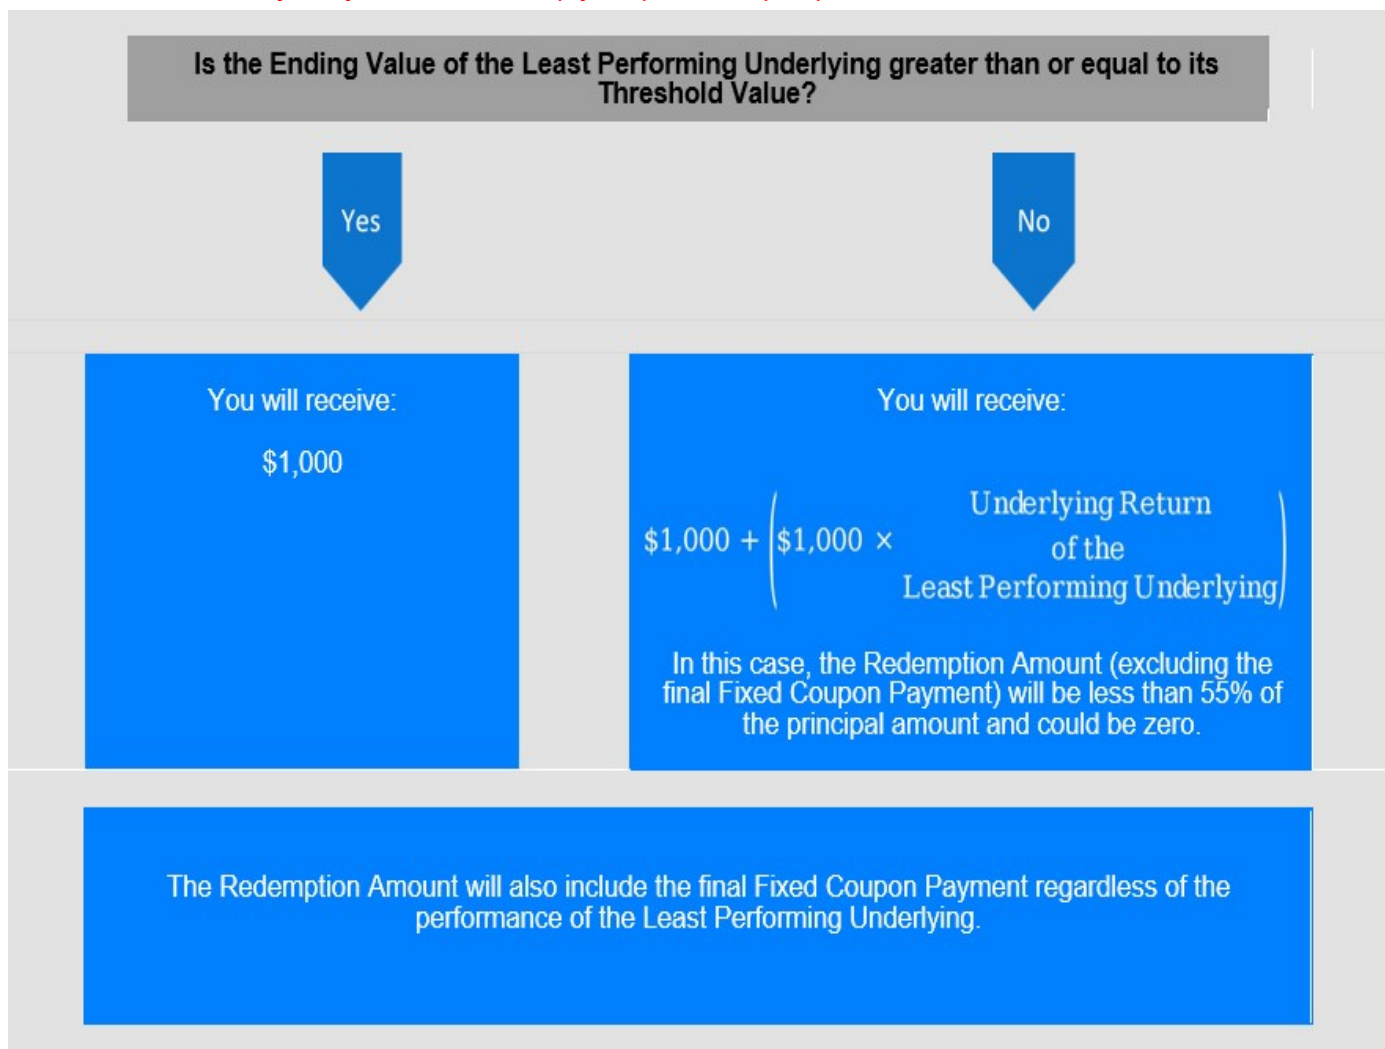 Is the Ending Value of the Least Performing Underlying greater than or equal to its
Threshold Value?
Yes
No
You will receive:
$1,000
You will receive:
$1,000 + ($1,000 ×
Underlying Return
of the
Least Performing Underlying)
In this case, the Redemption Amount (excluding the
final Fixed Coupon Payment) will be less than 55% of
the principal amount and could be zero.
The Redemption Amount will also include the final Fixed Coupon Payment regardless of the
performance of the Least Performing Underlying.